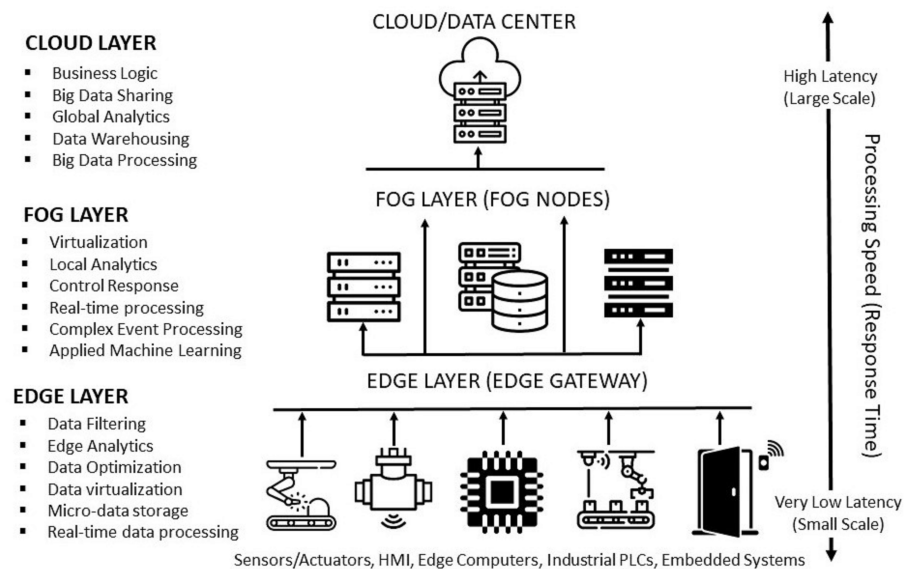 CLOUD/DATA CENTER
CLOUD LAYER
▪ Business Logic
▪ Big Data Sharing
▪ Global Analytics
▪ Data Warehousing
▪ Big Data Processing
High Latency
(Large Scale)
FOG LAYER (FOG NODES)
FOG LAYER
▪ Virtualization
▪ Local Analytics
▪ Control Response
▪ Real-time processing
▪ Complex Event Processing
▪ Applied Machine Learning
Processing Speed (Response Time)
EDGE LAYER (EDGE GATEWAY)
EDGE LAYER
▪ Data Filtering
▪ Edge Analytics
▪ Data Optimization
▪ Data virtualization
▪ Micro-data storage
▪ Real-time data processing
Very Low Latency
(Small Scale)
Sensors/Actuators, HMI, Edge Computers, Industrial PLCs, Embedded Systems